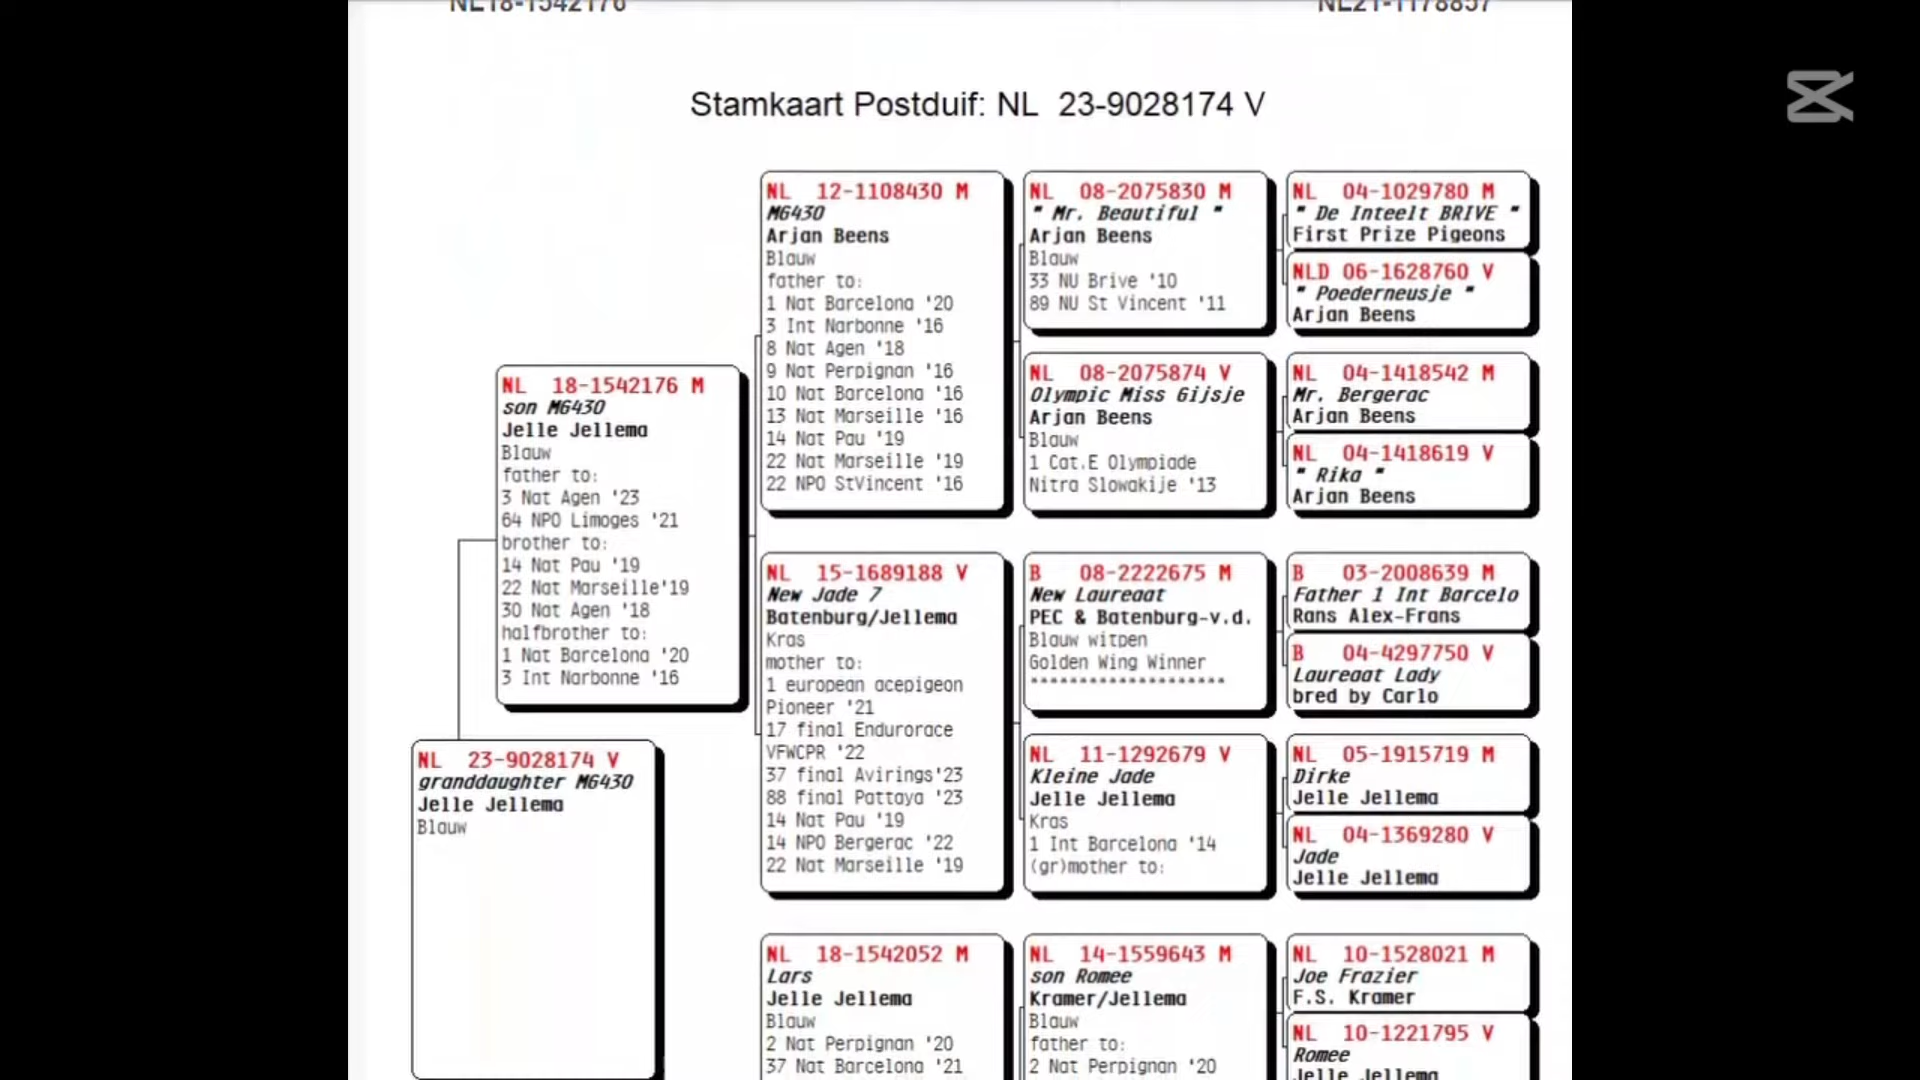 NL18-1542176
NL21-1178857
Stamkaart Postduif: NL 23-9028174 V
NL 18-1542176 M
son M6430
Jelle Jellema
Blauw
father to:
3 Nat Agen '23
64 NPO Limoges '21
brother to:
14 Nat Pau '19
22 Nat Marseille'19
30 Nat Agen '18
halfbrother to:
1 Nat Barcelona '20
3 Int Narbonne '16
NL 23-9028174 V
granddaughter M6430
Jelle Jellema
Blauw
NL 12-1108430 M
M6430
Arjan Beens
Blauw
father to:
1 Nat Barcelona '20
3 Int Narbonne '16
8 Nat Agen '18
9 Nat Perpignan '16
10 Nat Barcelona '16
13 Nat Marseille '16
14 Nat Pau '19
22 Nat Marseille '19
22 NPO StVincent '16
NL 15-1689188 V
New Jade 7
Batenburg/Jellema
Kras
mother to:
1 european acepigeon
Pioneer '21
17 final Endurorace
VFWCPR '22
37 final Avirings'23
88 final Pattaya '23
14 Nat Pau '19
14 NPO Bergerac '22
22 Nat Marseille '19
NL 18-1542052 M
Lars
Jelle Jellema
Blauw
2 Nat Perpignan '20
37 Nat Barcelona '21
NL 08-2075830 M
" Mr. Beautiful "
Arjan Beens
Blauw
33 NU Brive '10
89 NU St Vincent '11
NL 08-2075874 V
Olympic Miss Gijsje
Arjan Beens
Blauw
1 Cat.E Olympiade
Nitra Slowakije '13
B 08-2222675 M
New Laureaat
PEC & Batenburg-v.d.
Blauw witpen
Golden Wing Winner
********************
NL 11-1292679 V
Kleine Jade
Jelle Jellema
Kras
1 Int Barcelona '14
(gr)mother to:
NL 14-1559643 M
son Romee
Kramer/Jellema
Blauw
father to:
2 Nat Perpignan '20
NL 04-1029780 M
" De Inteelt BRIVE "
First Prize Pigeons
NLD 06-1628760 V
" Poederneusje "
Arjan Beens
NL 04-1418542 M
Mr. Bergerac
Arjan Beens
NL 04-1418619 V
" Rika "
Arjan Beens
B 03-2008639 M
Father 1 Int Barcelo
Rans Alex-Frans
B 04-4297750 V
Laureaat Lady
bred by Carlo
NL 05-1915719 M
Dirke
Jelle Jellema
NL 04-1369280 V
Jade
Jelle Jellema
NL 10-1528021 M
Joe Frazier
F.S. Kramer
NL 10-1221795 V
Romee
Jelle Jellema